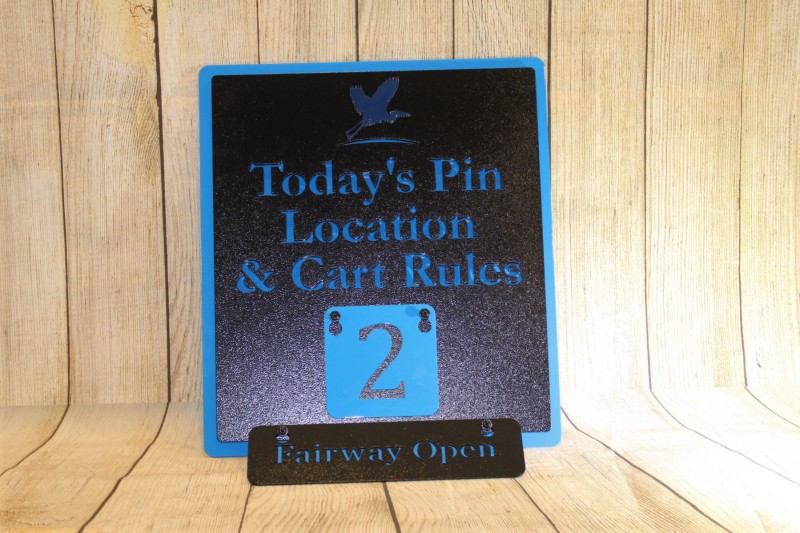 Today's Pin
Location
& Cart Rules
2
Fairway Open